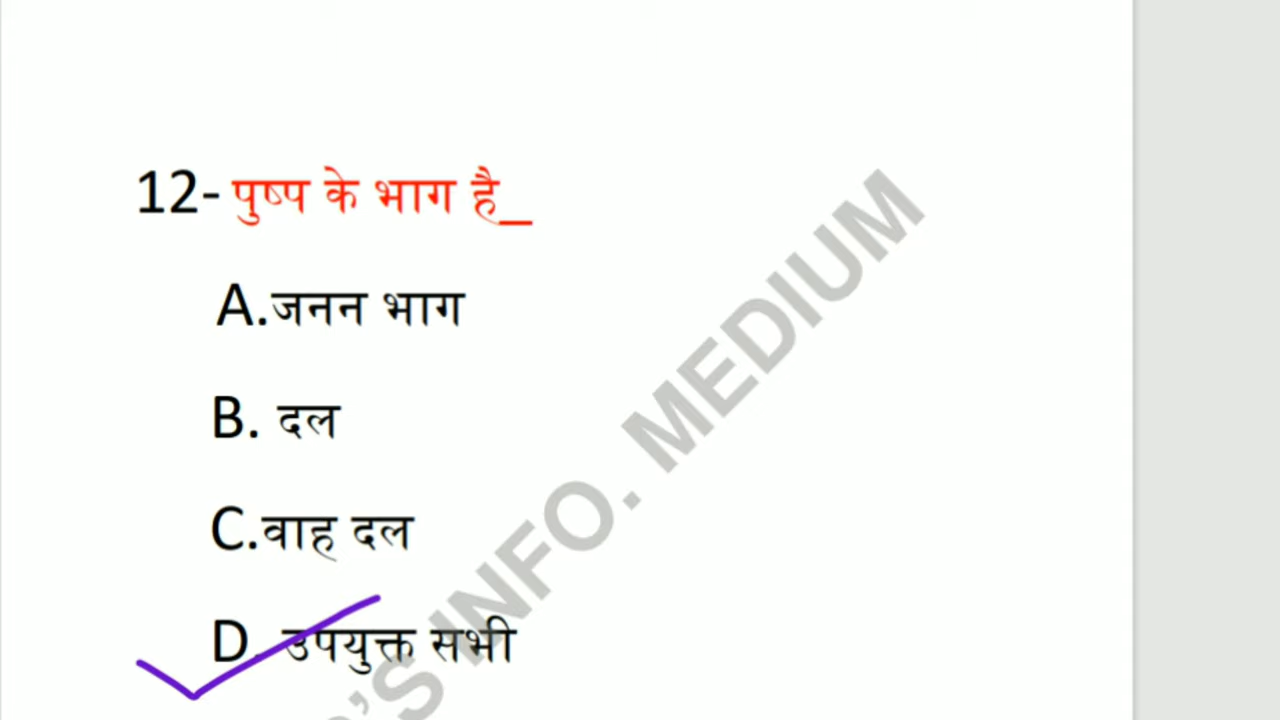 12- पुष्प के भाग है_
A.जनन भाग
B. दल
C.वाह दल
D. उपयुक्त सभी
’S INFO. MEDIUM